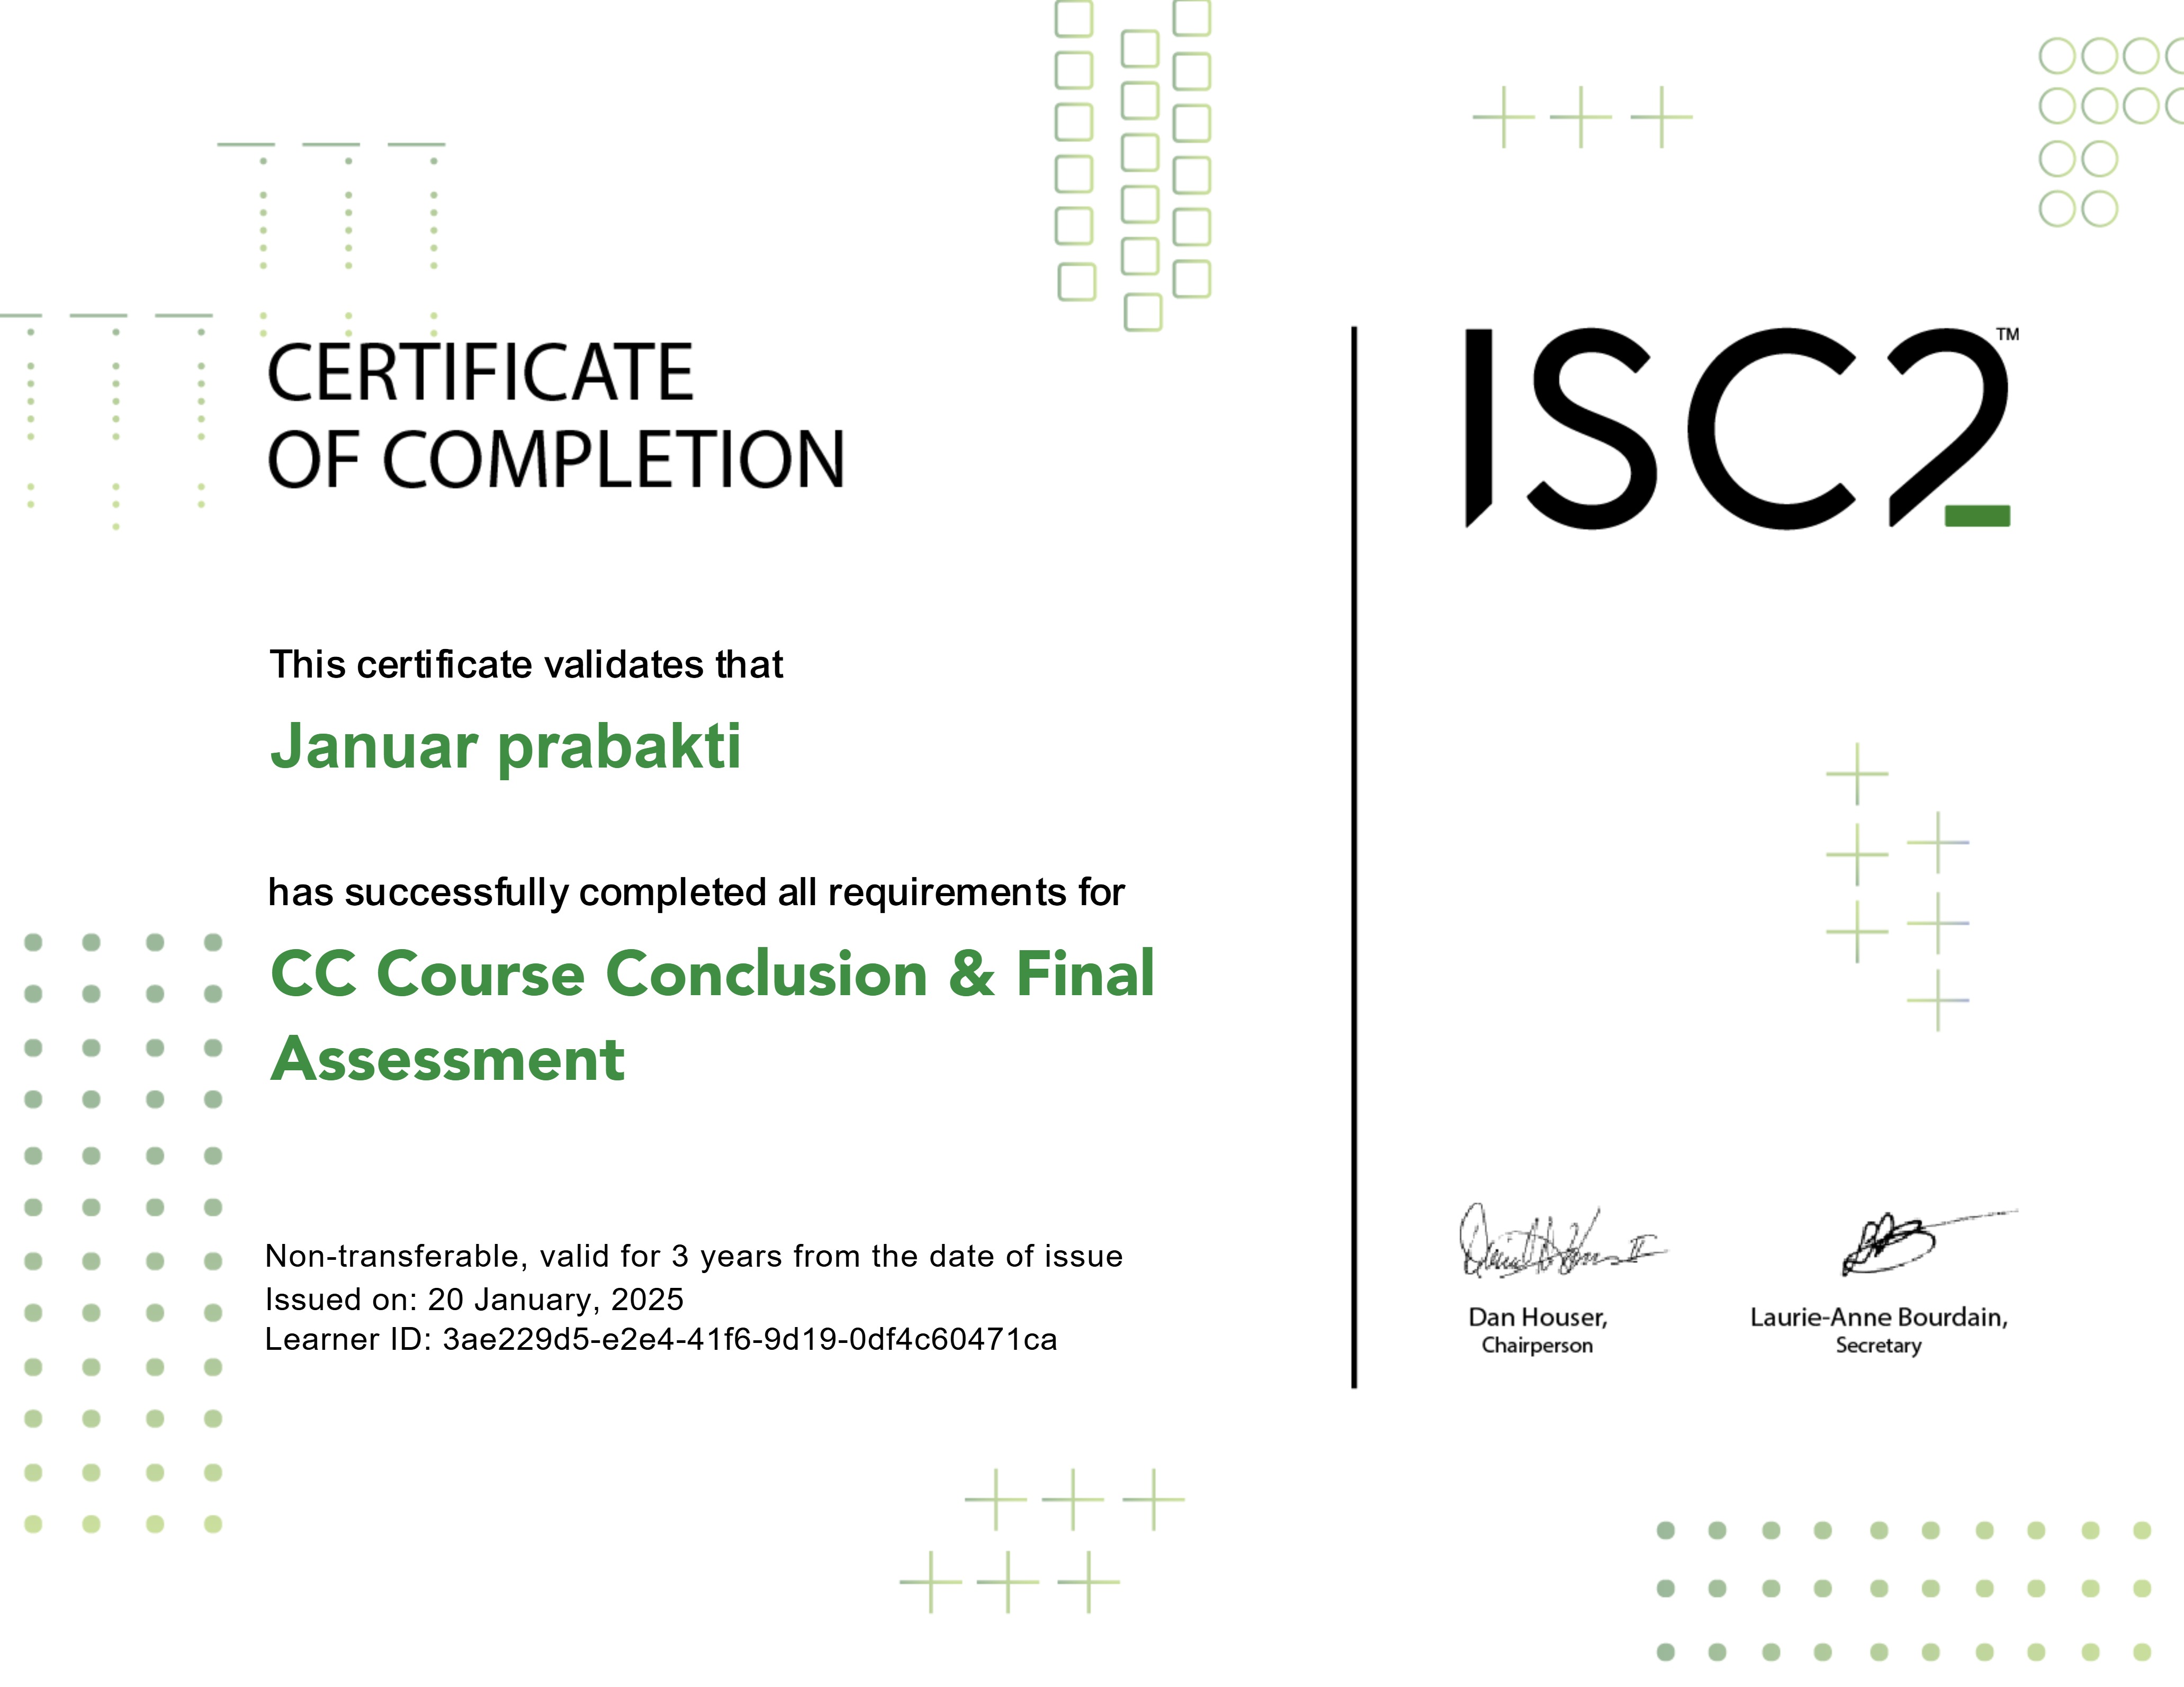 CERTIFICATE
OF COMPLETION
ISC2™
This certificate validates that
Januar prabakti
has successfully completed all requirements for
CC Course Conclusion & Final
Assessment
Non-transferable, valid for 3 years from the date of issue
Issued on: 20 January, 2025
Learner ID: 3ae229d5-e2e4-41f6-9d19-0df4c60471ca
Dan Houser,
Chairperson
Laurie-Anne Bourdain,
Secretary